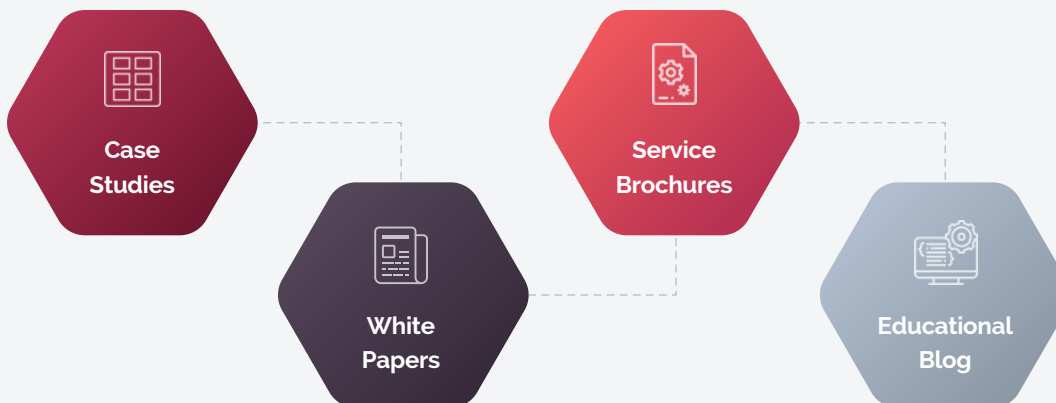 Case
Studies
White
Papers
Service
Brochures
Educational
Blog